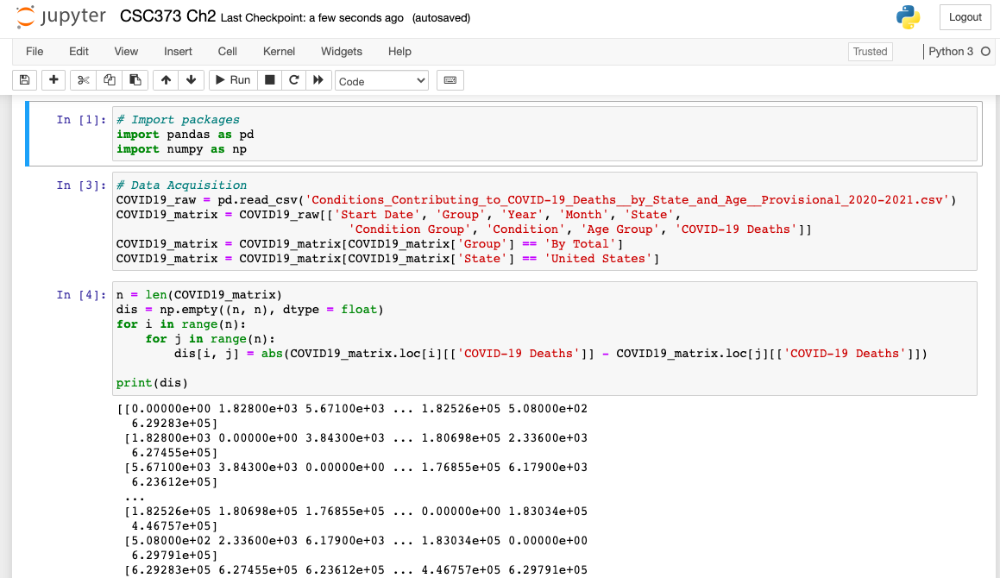 jupyter CSC373 Ch2 Last Checkpoint: a few seconds ago (autosaved) Logout
File Edit View Insert Cell Kernel Widgets Help Trusted Python 3
Run Code
In [1]: # Import packages
import pandas as pd
import numpy as np
In [3]: # Data Acquisition
COVID19_raw = pd.read_csv('Conditions_Contributing_to_COVID-19_Deaths__by_State_and_Age__Provisional_2020-2021.csv')
COVID19_matrix = COVID19_raw[['Start Date', 'Group', 'Year', 'Month', 'State',
'Condition Group', 'Condition', 'Age Group', 'COVID-19 Deaths']]
COVID19_matrix = COVID19_matrix[COVID19_matrix['Group'] == 'By Total']
COVID19_matrix = COVID19_matrix[COVID19_matrix['State'] == 'United States']
In [4]: n = len(COVID19_matrix)
dis = np.empty((n, n), dtype = float)
for i in range(n):
for j in range(n):
dis[i, j] = abs(COVID19_matrix.loc[i][['COVID-19 Deaths']] - COVID19_matrix.loc[j][['COVID-19 Deaths']])
print(dis)
[[0.00000e+00 1.82800e+03 5.67100e+03 ... 1.82526e+05 5.08000e+02
6.29283e+05]
[1.82800e+03 0.00000e+00 3.84300e+03 ... 1.80698e+05 2.33600e+03
6.27455e+05]
[5.67100e+03 3.84300e+03 0.00000e+00 ... 1.76855e+05 6.17900e+03
6.23612e+05]
...
[1.82526e+05 1.80698e+05 1.76855e+05 ... 0.00000e+00 1.83034e+05
4.46757e+05]
[5.08000e+02 2.33600e+03 6.17900e+03 ... 1.83034e+05 0.00000e+00
6.29791e+05]
[6.29283e+05 6.27455e+05 6.23612e+05 ... 4.46757e+05 6.29791e+05